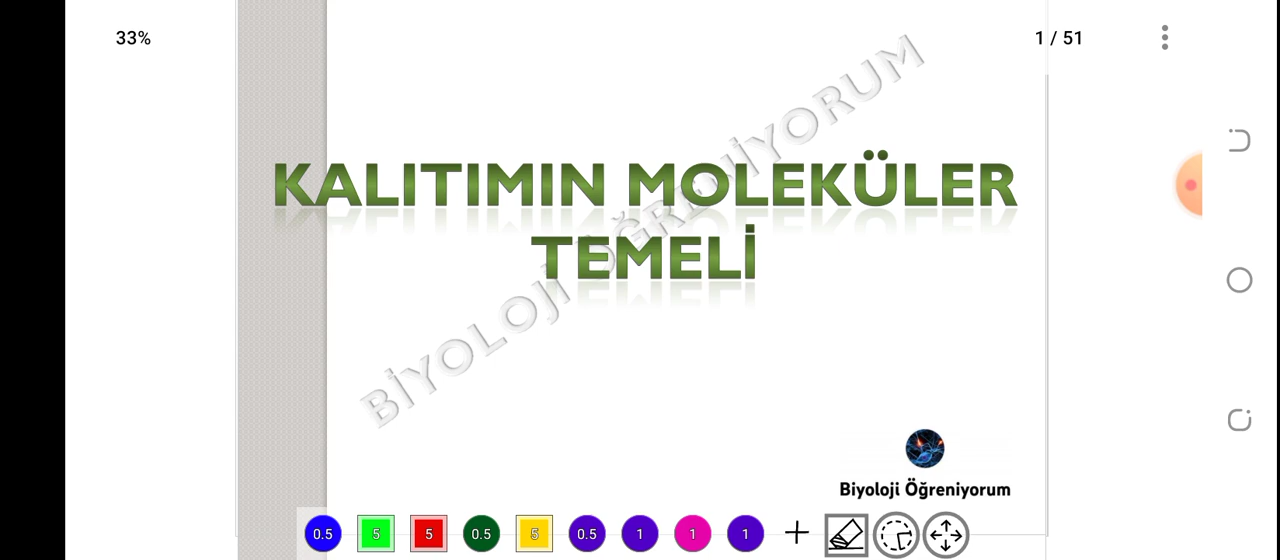 33%
1 / 51
KALITIMIN MOLEKÜLER
TEMELİ
BİYOLOJİ ÖĞRENİYORUM
Biyoloji Öğreniyorum
0.5 5 5 0.5 5 0.5 1 1 1